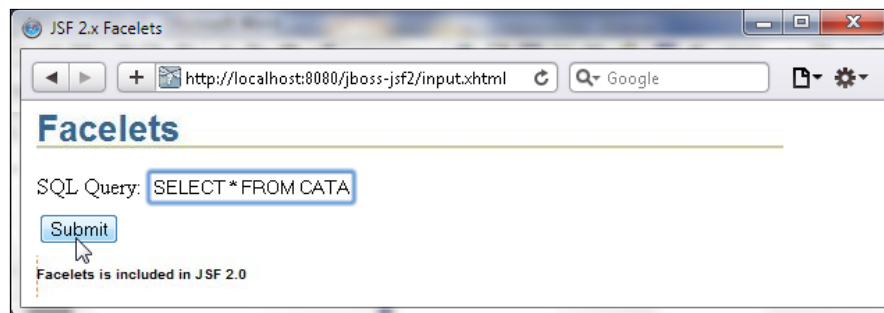 JSF 2.x Facelets
http://localhost:8080/jboss-jsf2/input.xhtml
Google
Facelets
SQL Query: SELECT * FROM CATA
Submit
Facelets is included in JSF 2.0